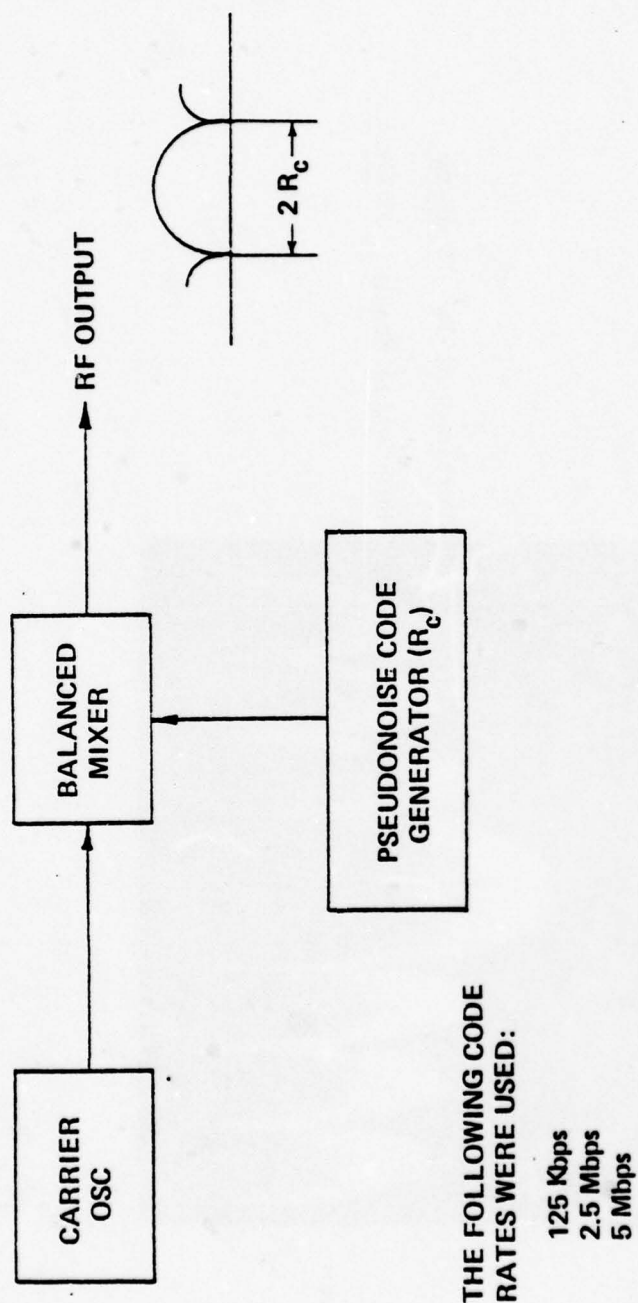 CARRIER
OSC
BALANCED
MIXER
RF OUTPUT
2 R_c
PSEUDONOISE CODE
GENERATOR (R_c)
THE FOLLOWING CODE
RATES WERE USED:
125 Kbps
2.5 Mbps
5 Mbps